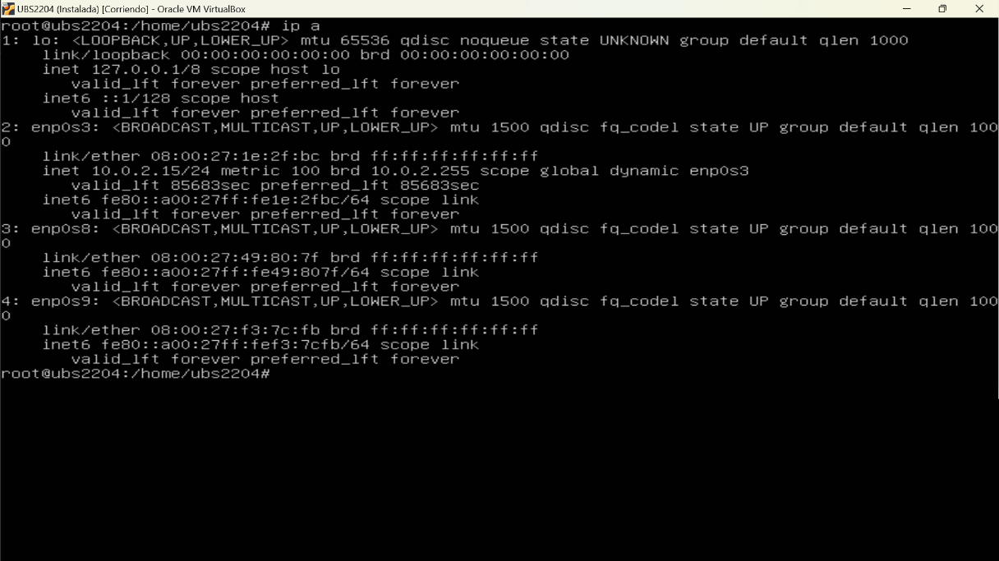 UBS2204 (Instalada) [Corriendo] - Oracle VM VirtualBox
root@ubs2204:/home/ubs2204# ip a
1: lo: <LOOPBACK,UP,LOWER_UP> mtu 65536 qdisc noqueue state UNKNOWN group default qlen 1000
    link/loopback 00:00:00:00:00:00 brd 00:00:00:00:00:00
    inet 127.0.0.1/8 scope host lo
       valid_lft forever preferred_lft forever
    inet6 ::1/128 scope host
       valid_lft forever preferred_lft forever
2: enp0s3: <BROADCAST,MULTICAST,UP,LOWER_UP> mtu 1500 qdisc fq_codel state UP group default qlen 100
0
    link/ether 08:00:27:1e:2f:bc brd ff:ff:ff:ff:ff:ff
    inet 10.0.2.15/24 metric 100 brd 10.0.2.255 scope global dynamic enp0s3
       valid_lft 85683sec preferred_lft 85683sec
    inet6 fe80::a00:27ff:fe1e:2fbc/64 scope link
       valid_lft forever preferred_lft forever
3: enp0s8: <BROADCAST,MULTICAST,UP,LOWER_UP> mtu 1500 qdisc fq_codel state UP group default qlen 100
0
    link/ether 08:00:27:49:80:7f brd ff:ff:ff:ff:ff:ff
    inet6 fe80::a00:27ff:fe49:807f/64 scope link
       valid_lft forever preferred_lft forever
4: enp0s9: <BROADCAST,MULTICAST,UP,LOWER_UP> mtu 1500 qdisc fq_codel state UP group default qlen 100
0
    link/ether 08:00:27:f3:7c:fb brd ff:ff:ff:ff:ff:ff
    inet6 fe80::a00:27ff:fef3:7cfb/64 scope link
       valid_lft forever preferred_lft forever
root@ubs2204:/home/ubs2204#